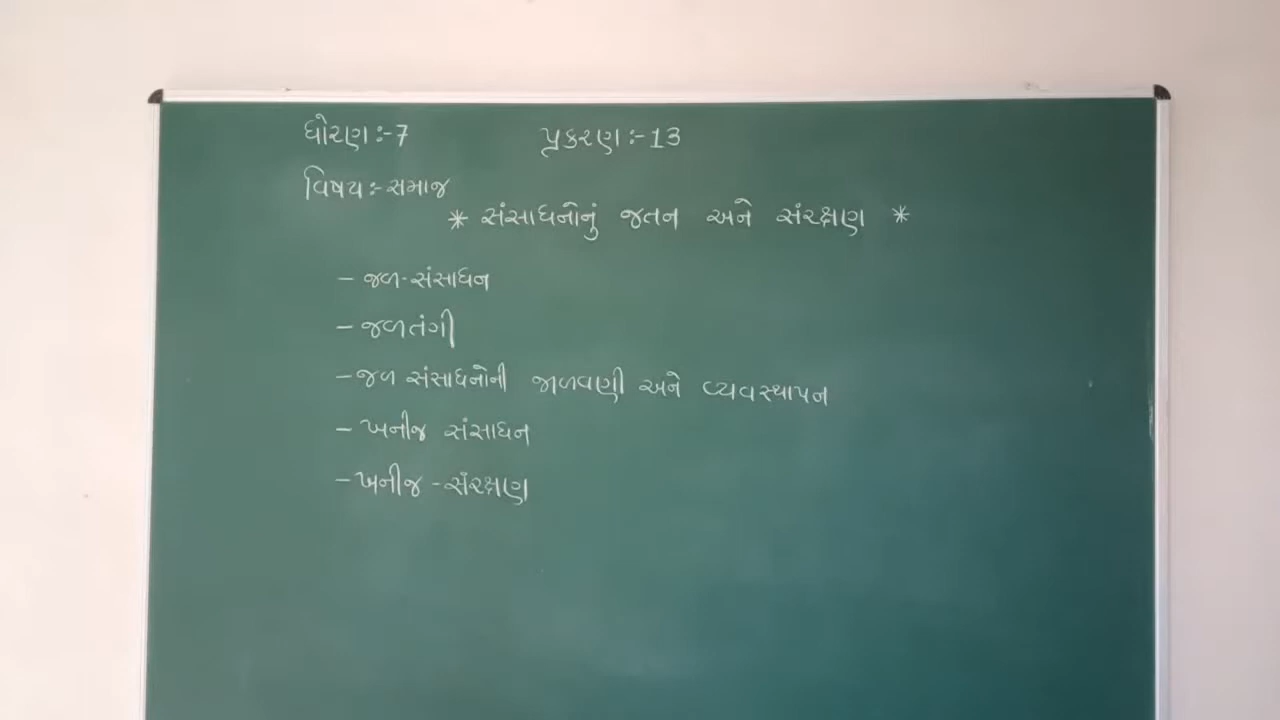 ધોરણ:-7 પ્રકરણ:-13
વિષય:-સમાજ
* સંસાધનોનું જતન અને સંરક્ષણ *
- જળ-સંસાધન
- જળતંગી
- જળ સંસાધનોની જાળવણી અને વ્યવસ્થાપન
- ખનીજ સંસાધન
- ખનીજ - સંરક્ષણ